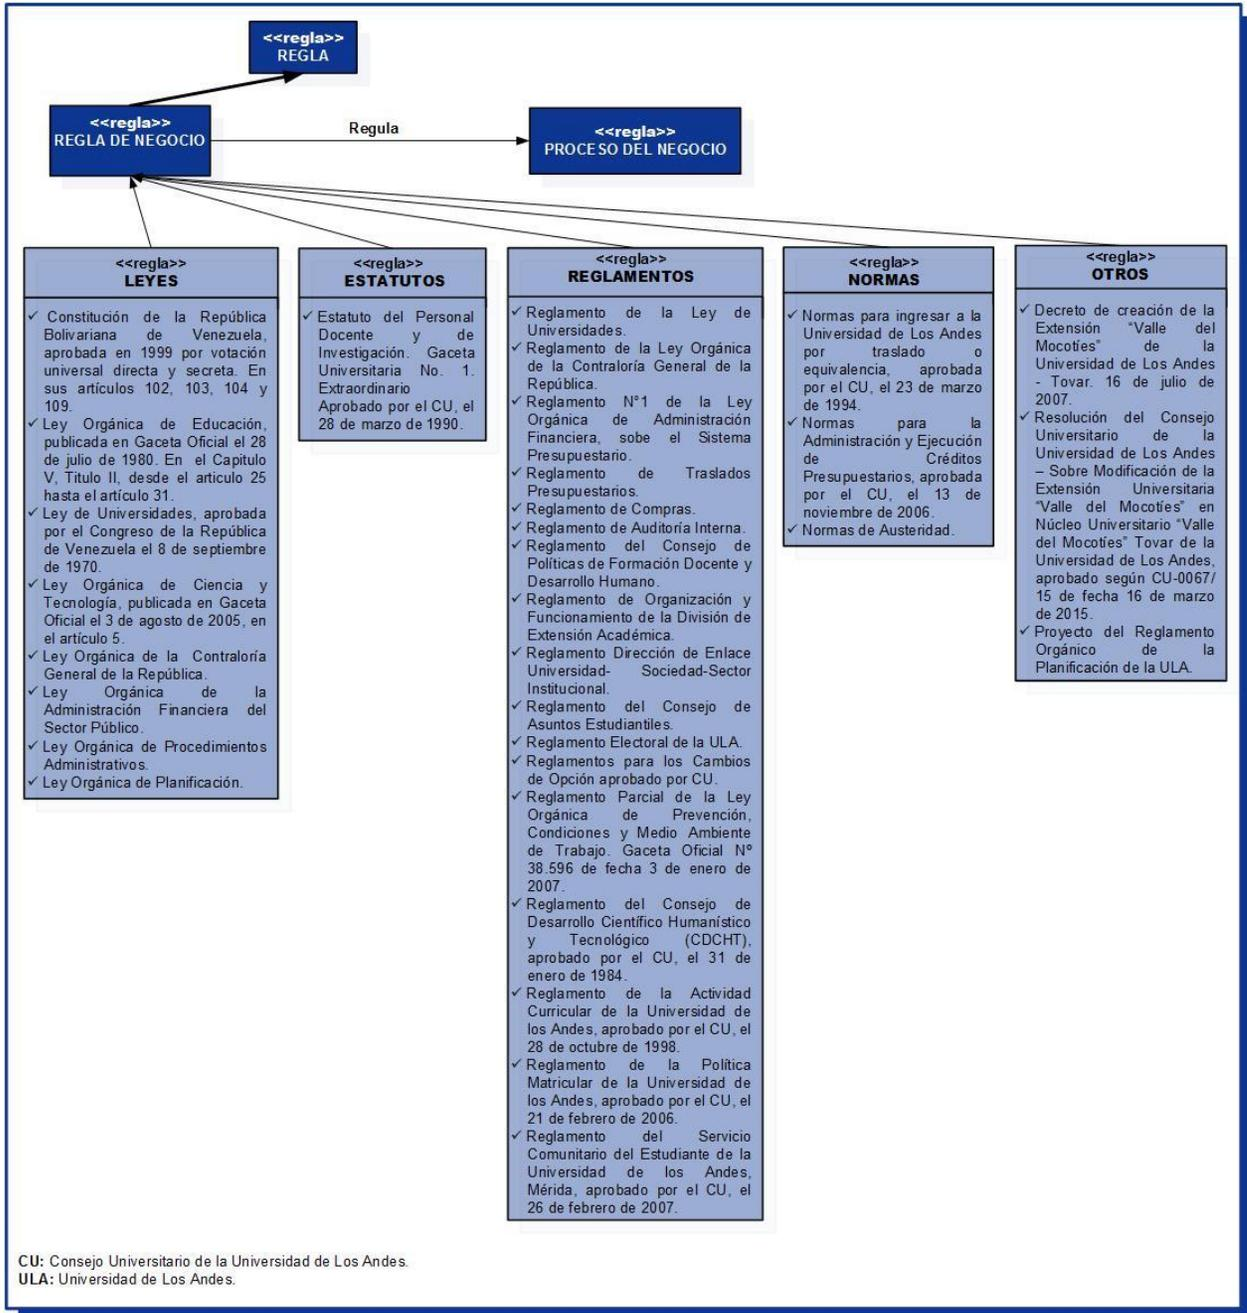 <<regla>>
REGLA
<<regla>>
REGLA DE NEGOCIO
Regula
<<regla>>
PROCESO DEL NEGOCIO
<<regla>>
LEYES
✓ Constitución de la República
Bolivariana de Venezuela,
aprobada en 1999 por votación
universal directa y secreta. En
sus artículos 102, 103, 104 y
109.
✓ Ley Orgánica de Educación,
publicada en Gaceta Oficial el 28
de julio de 1980. En el Capitulo
V, Titulo II, desde el articulo 25
hasta el artículo 31.
✓ Ley de Universidades, aprobada
por el Congreso de la República
de Venezuela el 8 de septiembre
de 1970.
✓ Ley Orgánica de Ciencia y
Tecnología, publicada en Gaceta
Oficial el 3 de agosto de 2005, en
el artículo 5.
✓ Ley Orgánica de la Contraloría
General de la República.
✓ Ley Orgánica de la
Administración Financiera del
Sector Público.
✓ Ley Orgánica de Procedimientos
Administrativos.
✓ Ley Orgánica de Planificación.
<<regla>>
ESTATUTOS
✓ Estatuto del Personal
Docente y de
Investigación. Gaceta
Universitaria No. 1.
Extraordinario
Aprobado por el CU, el
28 de marzo de 1990.
<<regla>>
REGLAMENTOS
✓ Reglamento de la Ley de
Universidades.
✓ Reglamento de la Ley Orgánica
de la Contraloría General de la
República.
✓ Reglamento N°1 de la Ley
Orgánica de Administración
Financiera, sobe el Sistema
Presupuestario.
✓ Reglamento de Traslados
Presupuestarios.
✓ Reglamento de Compras.
✓ Reglamento de Auditoría Interna.
✓ Reglamento del Consejo de
Políticas de Formación Docente y
Desarrollo Humano.
✓ Reglamento de Organización y
Funcionamiento de la División de
Extensión Académica.
✓ Reglamento Dirección de Enlace
Universidad- Sociedad-Sector
Institucional.
✓ Reglamento del Consejo de
Asuntos Estudiantiles.
✓ Reglamento Electoral de la ULA.
✓ Reglamentos para los Cambios
de Opción aprobado por CU.
✓ Reglamento Parcial de la Ley
Orgánica de Prevención,
Condiciones y Medio Ambiente
de Trabajo. Gaceta Oficial Nº
38.596 de fecha 3 de enero de
2007.
✓ Reglamento del Consejo de
Desarrollo Científico Humanístico
y Tecnológico (CDCHT),
aprobado por el CU, el 31 de
enero de 1984.
✓ Reglamento de la Actividad
Curricular de la Universidad de
los Andes, aprobado por el CU, el
28 de octubre de 1998.
✓ Reglamento de la Política
Matricular de la Universidad de
los Andes, aprobado por el CU, el
21 de febrero de 2006.
✓ Reglamento del Servicio
Comunitario del Estudiante de la
Universidad de los Andes,
Mérida, aprobado por el CU, el
26 de febrero de 2007.
<<regla>>
NORMAS
✓ Normas para ingresar a la
Universidad de Los Andes
por traslado o
equivalencia, aprobada
por el CU, el 23 de marzo
de 1994.
✓ Normas para la
Administración y Ejecución
de Créditos
Presupuestarios, aprobada
por el CU, el 13 de
noviembre de 2006.
✓ Normas de Austeridad.
<<regla>>
OTROS
✓ Decreto de creación de la
Extensión “Valle del
Mocotíes” de la
Universidad de Los Andes
- Tovar. 16 de julio de
2007.
✓ Resolución del Consejo
Universitario de la
Universidad de Los Andes
– Sobre Modificación de la
Extensión Universitaria
“Valle del Mocotíes” en
Núcleo Universitario “Valle
del Mocotíes” Tovar de la
Universidad de Los Andes,
aprobado según CU-0067/
15 de fecha 16 de marzo
de 2015.
✓ Proyecto del Reglamento
Orgánico de la
Planificación de la ULA.
CU: Consejo Universitario de la Universidad de Los Andes.
ULA: Universidad de Los Andes.